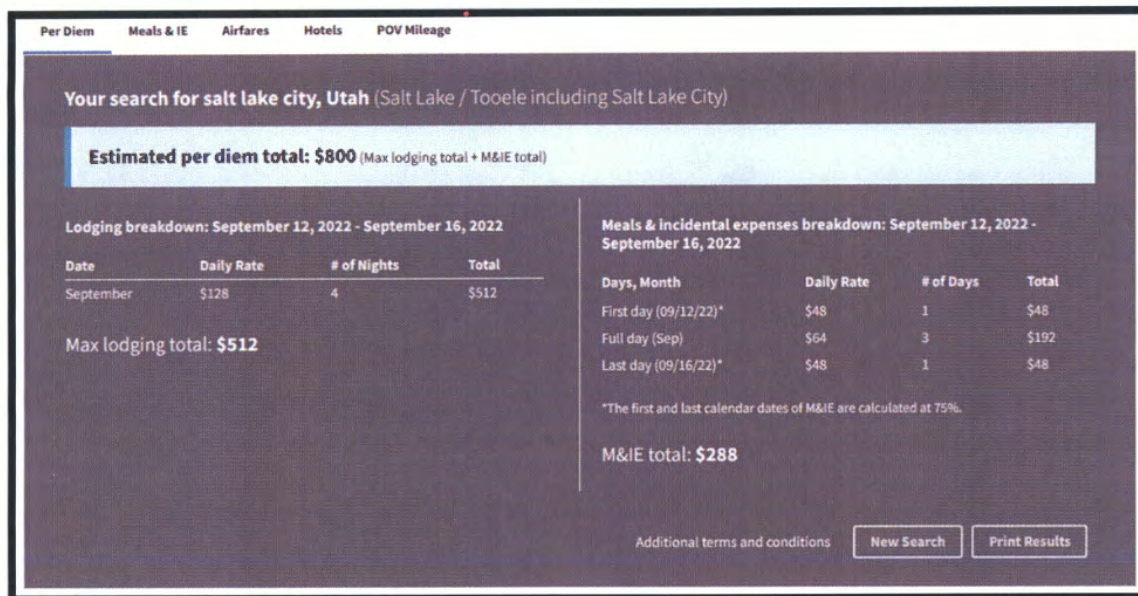 Per Diem Meals & IE Airfares Hotels POV Mileage
Your search for salt lake city, Utah (Salt Lake / Tooele including Salt Lake City)
Estimated per diem total: $800 (Max lodging total + M&IE total)
Lodging breakdown: September 12, 2022 - September 16, 2022
Date Daily Rate # of Nights Total
September $128 4 $512
Max lodging total: $512
Meals & incidental expenses breakdown: September 12, 2022 -
September 16, 2022
Days, Month Daily Rate # of Days Total
First day (09/12/22)* $48 1 $48
Full day (Sep) $64 3 $192
Last day (09/16/22)* $48 1 $48
*The first and last calendar dates of M&IE are calculated at 75%.
M&IE total: $288
Additional terms and conditions New Search Print Results